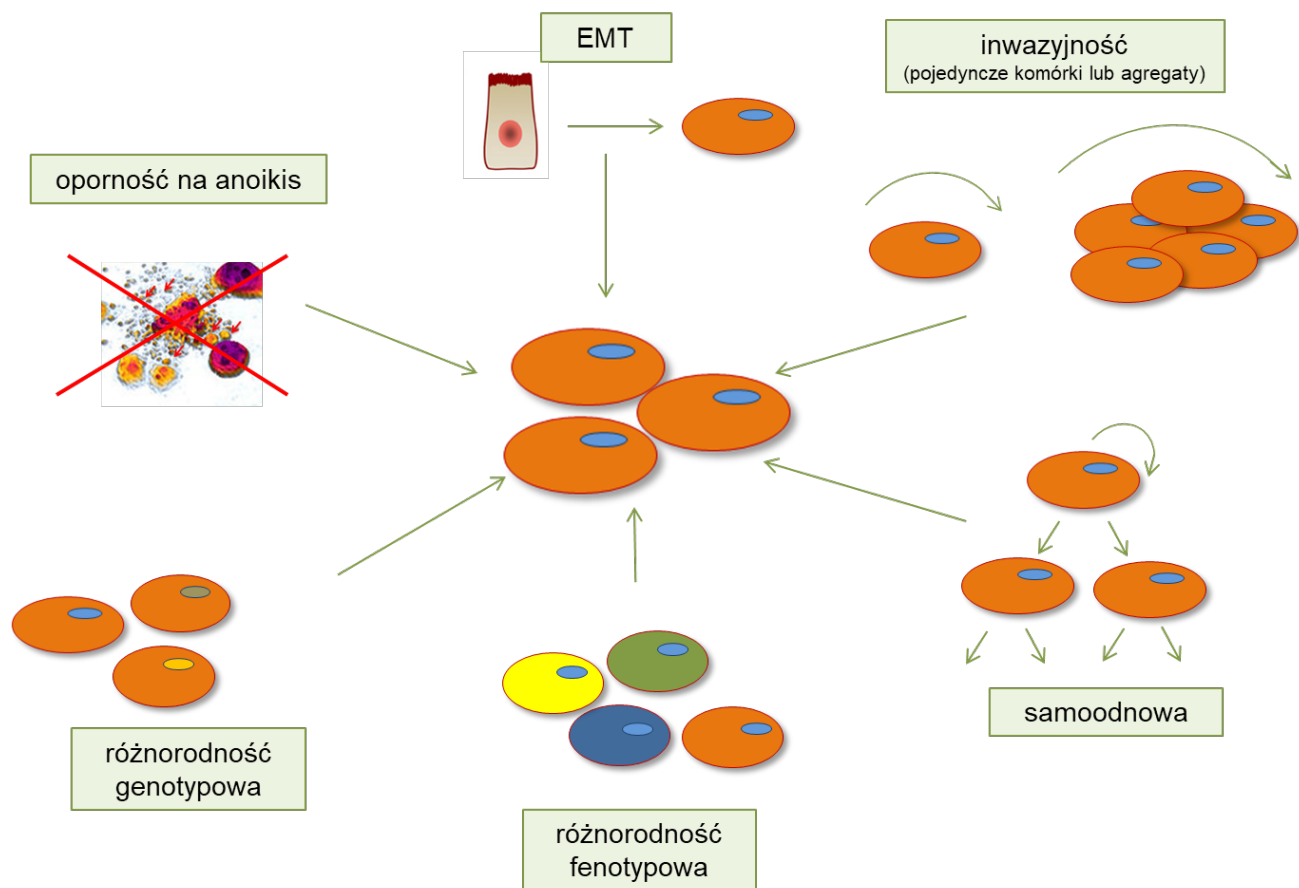 EMT
inwazyjność
(pojedyncze komórki lub agregaty)
oporność na anoikis
samoodnowa
różnorodność
genotypowa
różnorodność
fenotypowa